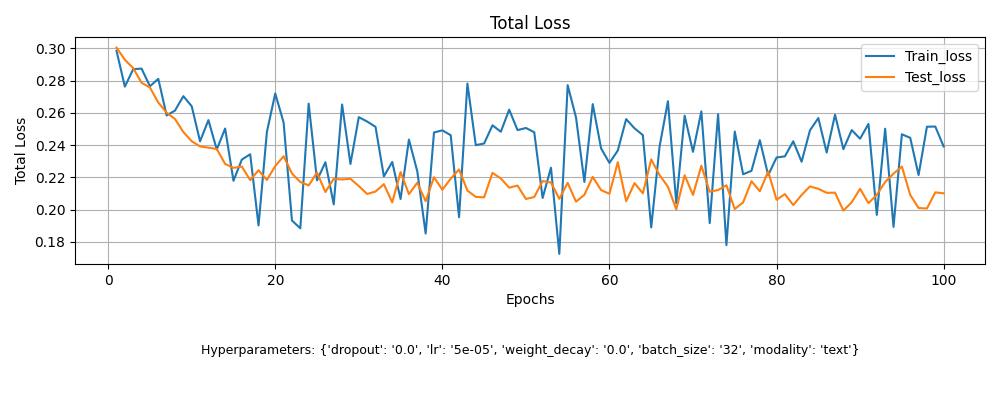 Total Loss
Total Loss
0.30
0.28
0.26
0.24
0.22
0.20
0.18
Train_loss
Test_loss
0
20
40
60
80
100
Epochs
Hyperparameters: {'dropout': '0.0', 'lr': '5e-05', 'weight_decay': '0.0', 'batch_size': '32', 'modality': 'text'}